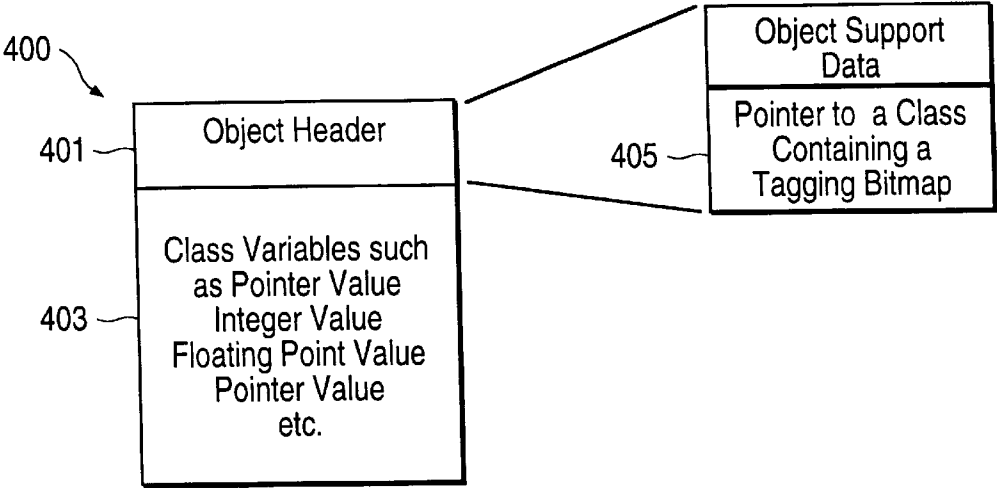 400
401
Object Header
403
Class Variables such
as Pointer Value
Integer Value
Floating Point Value
Pointer Value
etc.
Object Support
Data
405
Pointer to a Class
Containing a
Tagging Bitmap